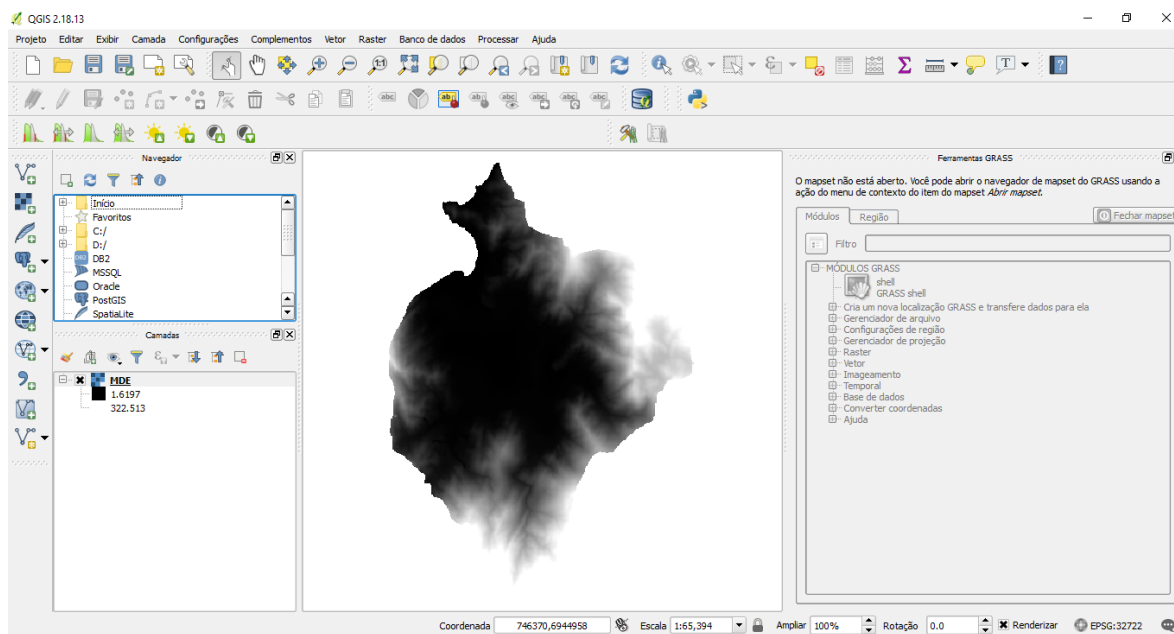 QGIS 2.18.13
Projeto Editar Exibir Camada Configurações Complementos Vetor Raster Banco de dados Processar Ajuda
Navegador
Início
Favoritos
C:/
D:/
DB2
MSSQL
Oracle
PostGIS
SpatiaLite
Camadas
MDE
1.6197
322.513
Ferramentas GRASS
O mapset não está aberto. Você pode abrir o navegador de mapset do GRASS usando a
ação do menu de contexto do item do mapset Abrir mapset.
Módulos Região Fechar mapset
Filtro
MÓDULOS GRASS
shell
GRASS shell
Cria um nova localização GRASS e transfere dados para ela
Gerenciador de arquivo
Configurações de região
Gerenciador de projeção
Raster
Vetor
Imageamento
Temporal
Base de dados
Converter coordenadas
Ajuda
Coordenada 746370,6944958 Escala 1:65,394 Ampliar 100% Rotação 0.0 Renderizar EPSG:32722